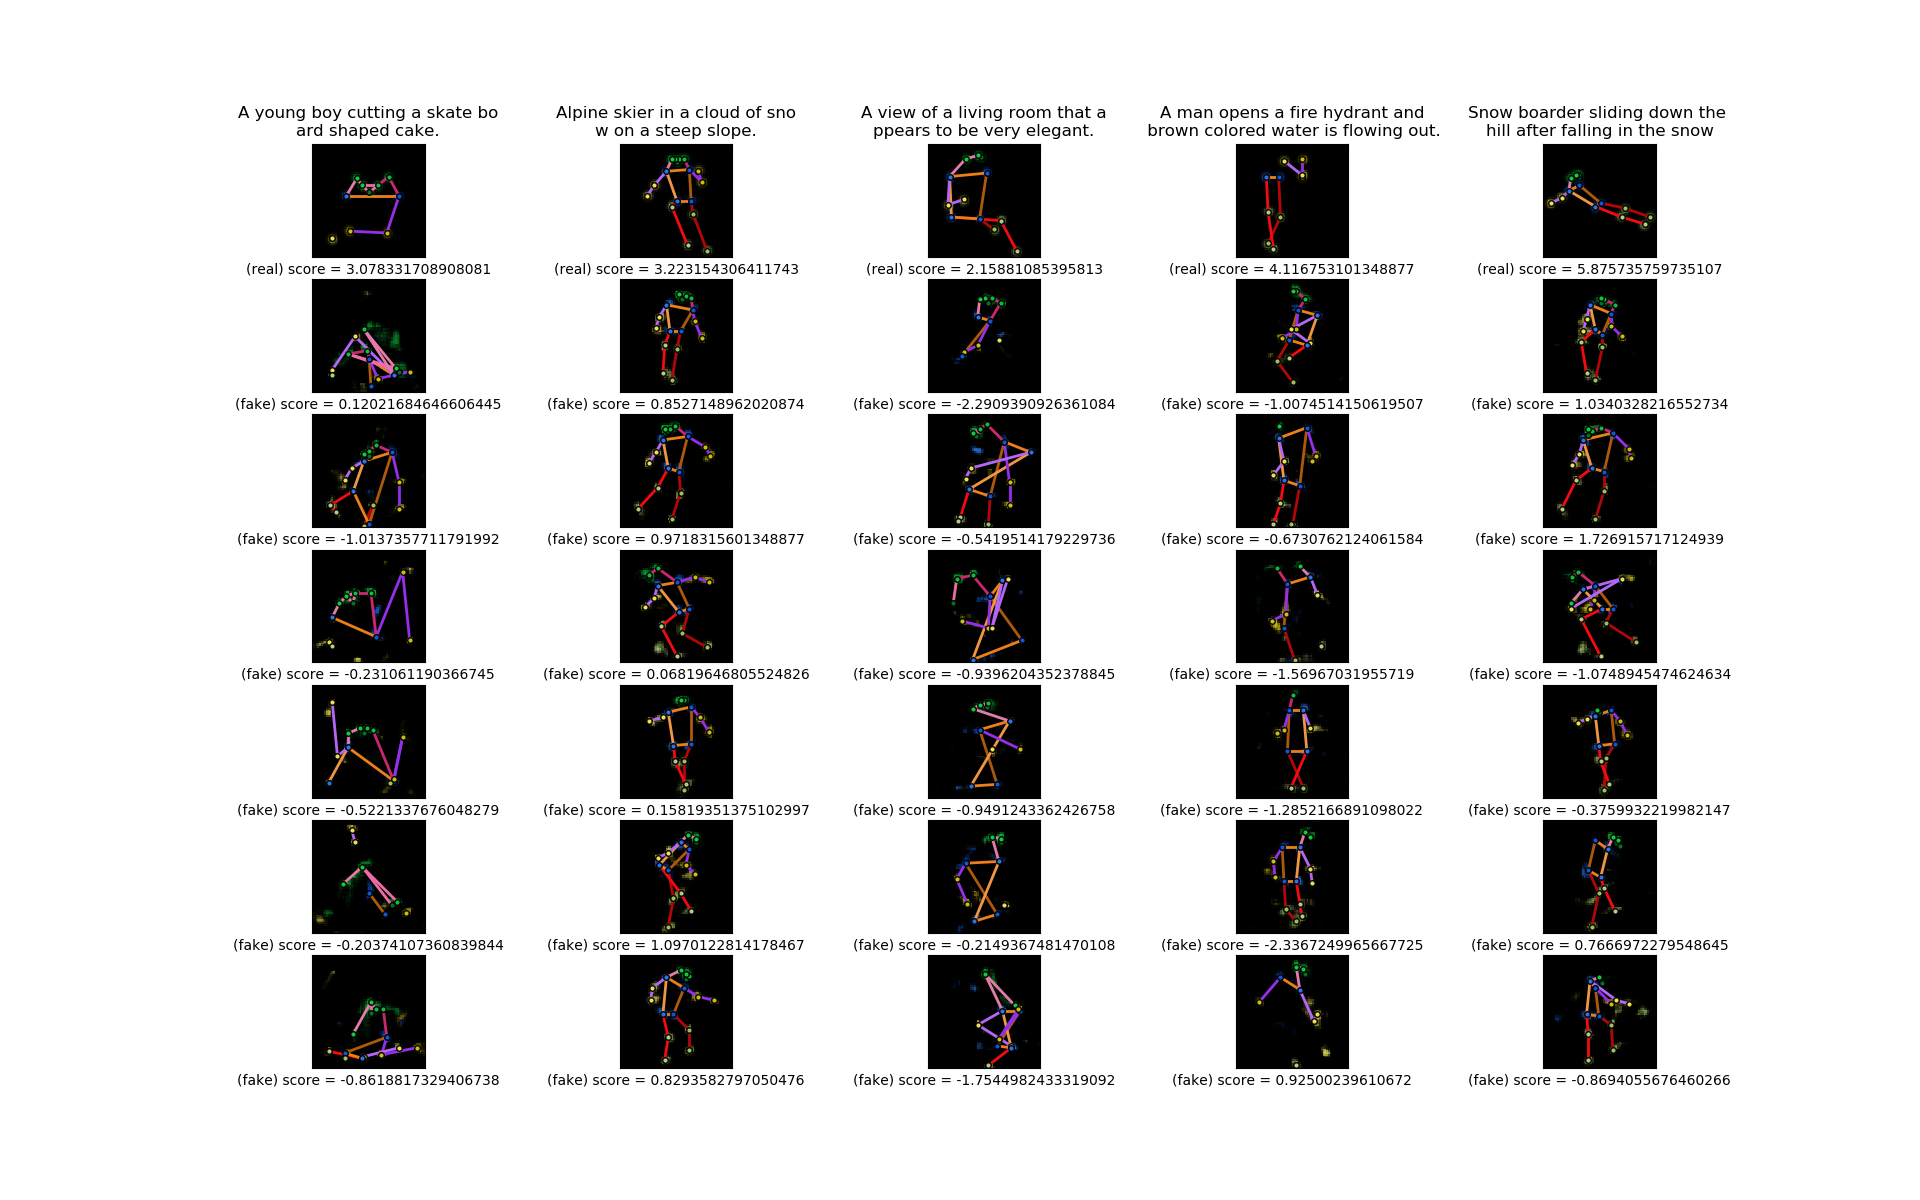 A young boy cutting a skate bo
ard shaped cake.
Alpine skier in a cloud of sno
w on a steep slope.
A view of a living room that a
ppears to be very elegant.
A man opens a fire hydrant and
brown colored water is flowing out.
Snow boarder sliding down the
hill after falling in the snow
(real) score = 3.078331708908081
(real) score = 3.223154306411743
(real) score = 2.15881085395813
(real) score = 4.116753101348877
(real) score = 5.875735759735107
(fake) score = 0.12021684646606445
(fake) score = 0.8527148962020874
(fake) score = -2.2909390926361084
(fake) score = -1.0074514150619507
(fake) score = 1.0340328216552734
(fake) score = -1.0137357711791992
(fake) score = 0.9718315601348877
(fake) score = -0.5419514179229736
(fake) score = -0.6730762124061584
(fake) score = 1.726915717124939
(fake) score = -0.231061190366745
(fake) score = 0.06819646805524826
(fake) score = -0.9396204352378845
(fake) score = -1.56967031955719
(fake) score = -1.0748945474624634
(fake) score = -0.5221337676048279
(fake) score = 0.15819351375102997
(fake) score = -0.9491243362426758
(fake) score = -1.2852166891098022
(fake) score = -0.3759932219982147
(fake) score = -0.20374107360839844
(fake) score = 1.0970122814178467
(fake) score = -0.2149367481470108
(fake) score = -2.3367249965667725
(fake) score = 0.7666972279548645
(fake) score = -0.8618817329406738
(fake) score = 0.8293582797050476
(fake) score = -1.7544982433319092
(fake) score = 0.92500239610672
(fake) score = -0.8694055676460266